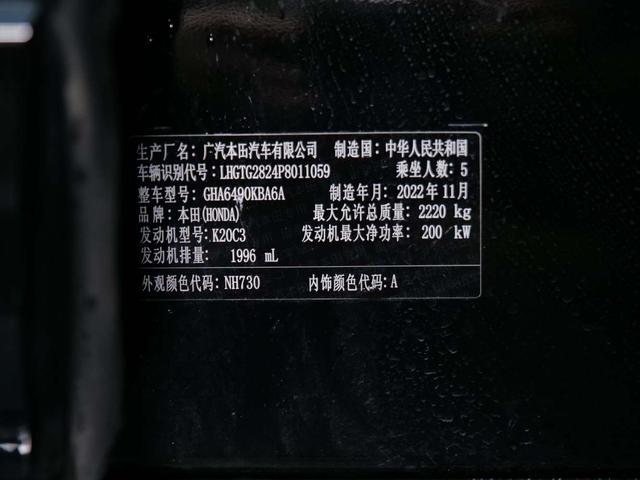 生产厂名：广汽本田汽车有限公司 制造国：中华人民共和国
车辆识别代号：LHGTG2824P8011059 乘坐人数：5
整车型号：GHA6490KBA6A 制造年月：2022年11月
品牌：本田(HONDA) 最大允许总质量：2220 kg
发动机型号：K20C3 发动机最大净功率：200 kW
发动机排量： 1996 mL
外观颜色代码：NH730 内饰颜色代码：A